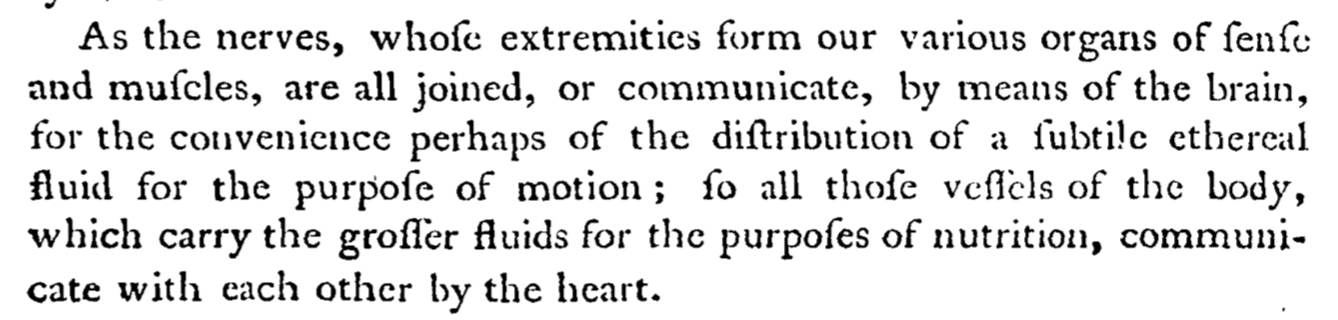 As the nerves, whoſe extremities form our various organs of ſenſe
and muſcles, are all joined, or communicate, by means of the brain,
for the convenience perhaps of the diſtribution of a ſubtile ethereal
fluid for the purpoſe of motion; ſo all thoſe veſſels of the body,
which carry the groſſer fluids for the purpoſes of nutrition, communi-
cate with each other by the heart.